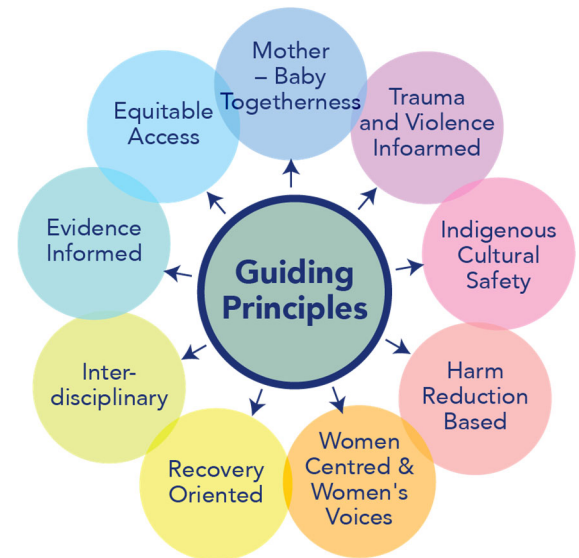 Guiding
Principles
Mother
– Baby
Togetherness
Trauma
and Violence
Infoarmed
Indigenous
Cultural
Safety
Harm
Reduction
Based
Women
Centred &
Women's
Voices
Recovery
Oriented
Inter-
disciplinary
Evidence
Informed
Equitable
Access